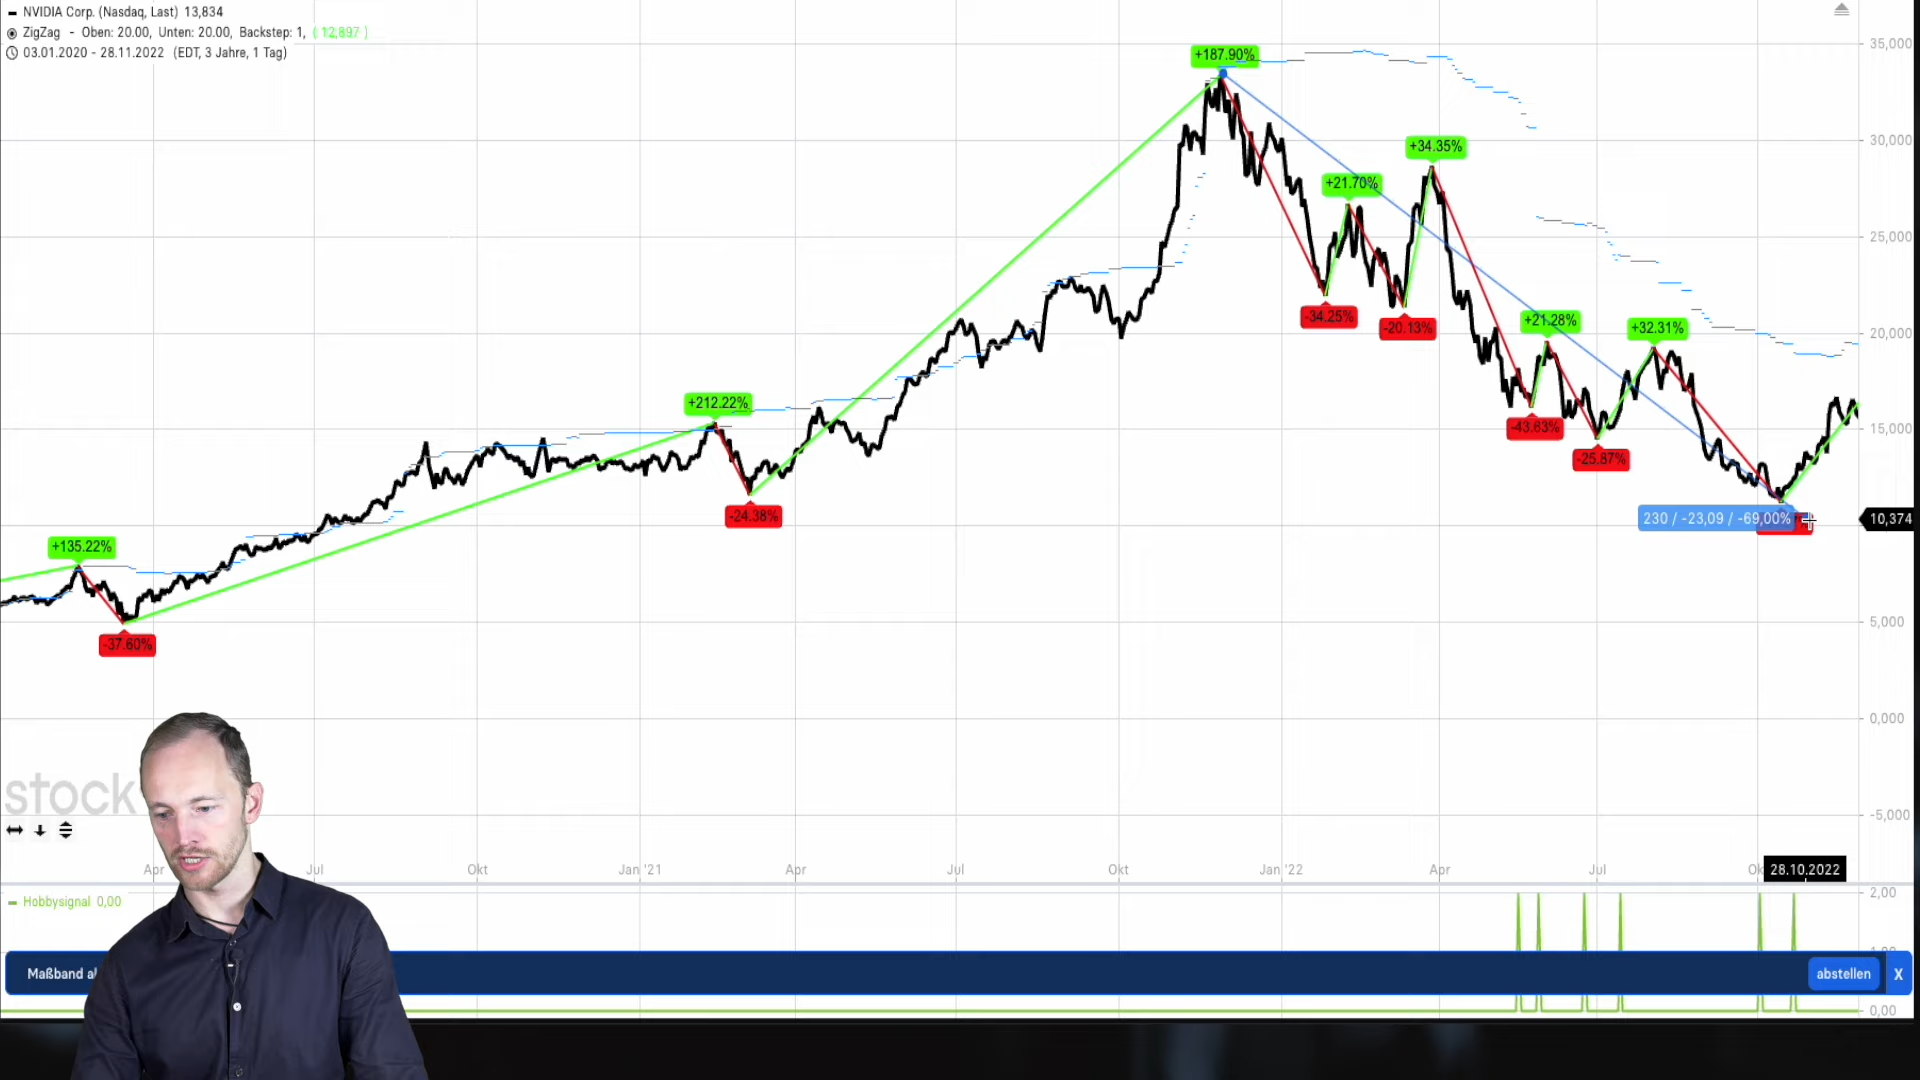 NVIDIA Corp. (Nasdaq, Last) 13,834
ZigZag - Oben: 20.00, Unten: 20.00, Backstep: 1, ( 12,897 )
03.01.2020 - 28.11.2022 (EDT, 3 Jahre, 1 Tag)
+187.90%
35,000
30,000
+34.35%
+21.70%
25,000
-34.25%
-20.13%
+21.28%
+32.31%
20,000
+212.22%
-43.63%
15,000
-25.87%
-24.38%
230 / -23,09 / -69,00%
10,374
+135.22%
-37.60%
5,000
0,000
stock
-5,000
Apr
Jul
Okt
Jan '21
Apr
Jul
Okt
Jan '22
Apr
Jul
28.10.2022
Hobbysignal 0,00
2,00
Maßband
abstellen
X
0,00